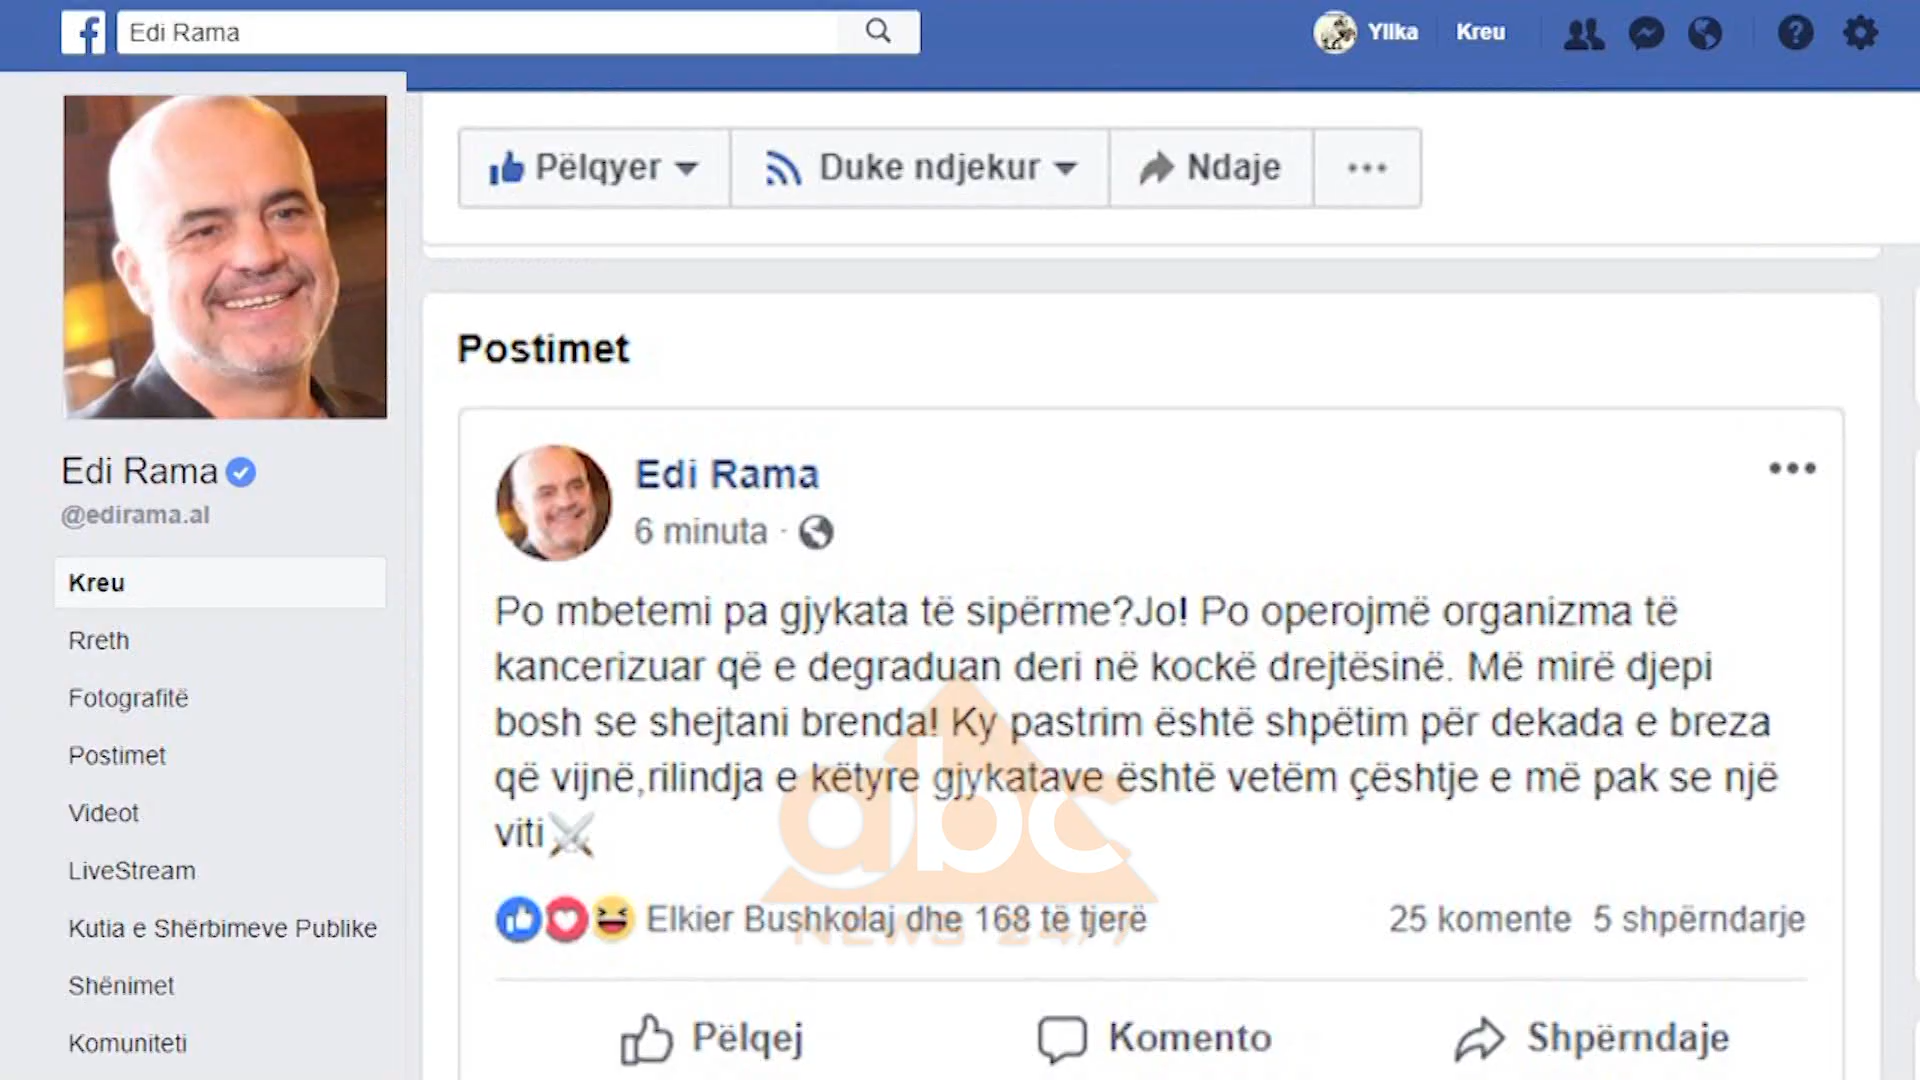 Edi Rama
Yllka
Kreu
Pëlqyer
Duke ndjekur
Ndaje
Edi Rama
@edirama.al
Kreu
Rreth
Fotografitë
Postimet
Videot
LiveStream
Kutia e Shërbimeve Publike
Shënimet
Komuniteti
Postimet
Edi Rama
6 minuta ·
Po mbetemi pa gjykata të sipërme?Jo! Po operojmë organizma të
kancerizuar që e degraduan deri në kockë drejtësinë. Më mirë djepi
bosh se shejtani brenda! Ky pastrim është shpëtim për dekada e breza
që vijnë,rilindja e këtyre gjykatave është vetëm çështje e më pak se një
viti
abc
NEWS 24/7
Elkier Bushkolaj dhe 168 të tjerë
25 komente 5 shpërndarje
Pëlqej
Komento
Shpërndaje